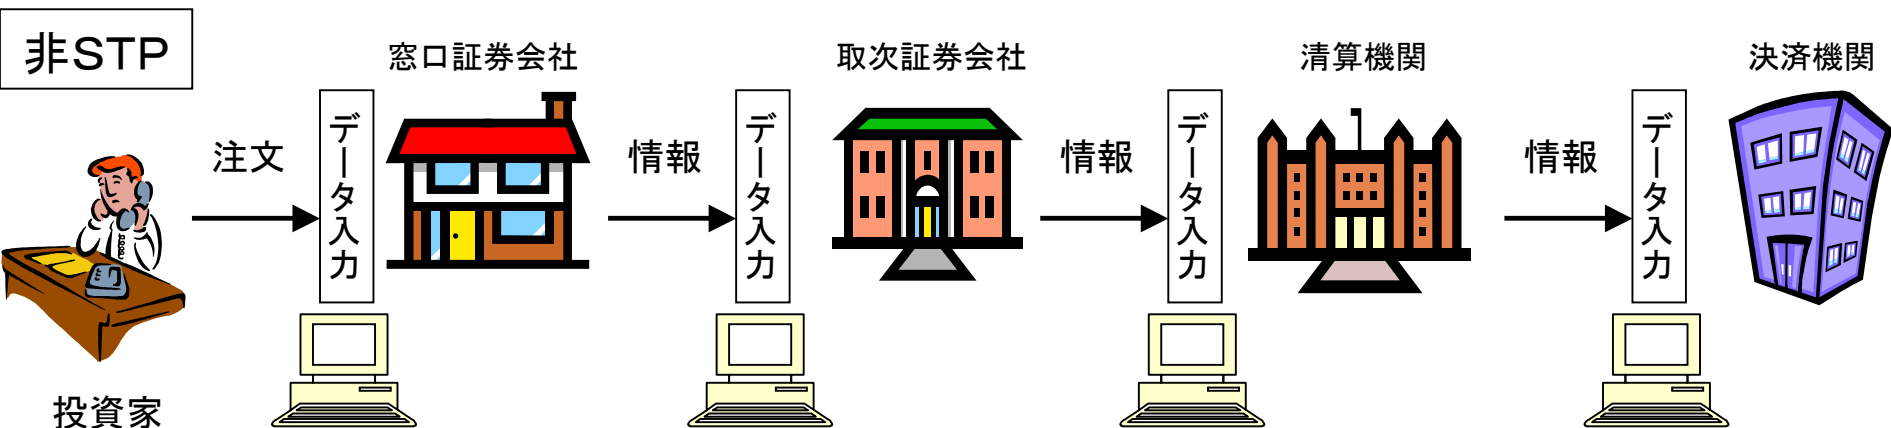 非STP
窓口証券会社
取次証券会社
清算機関
決済機関
注文
データ入力
情報
データ入力
情報
データ入力
情報
データ入力
投資家